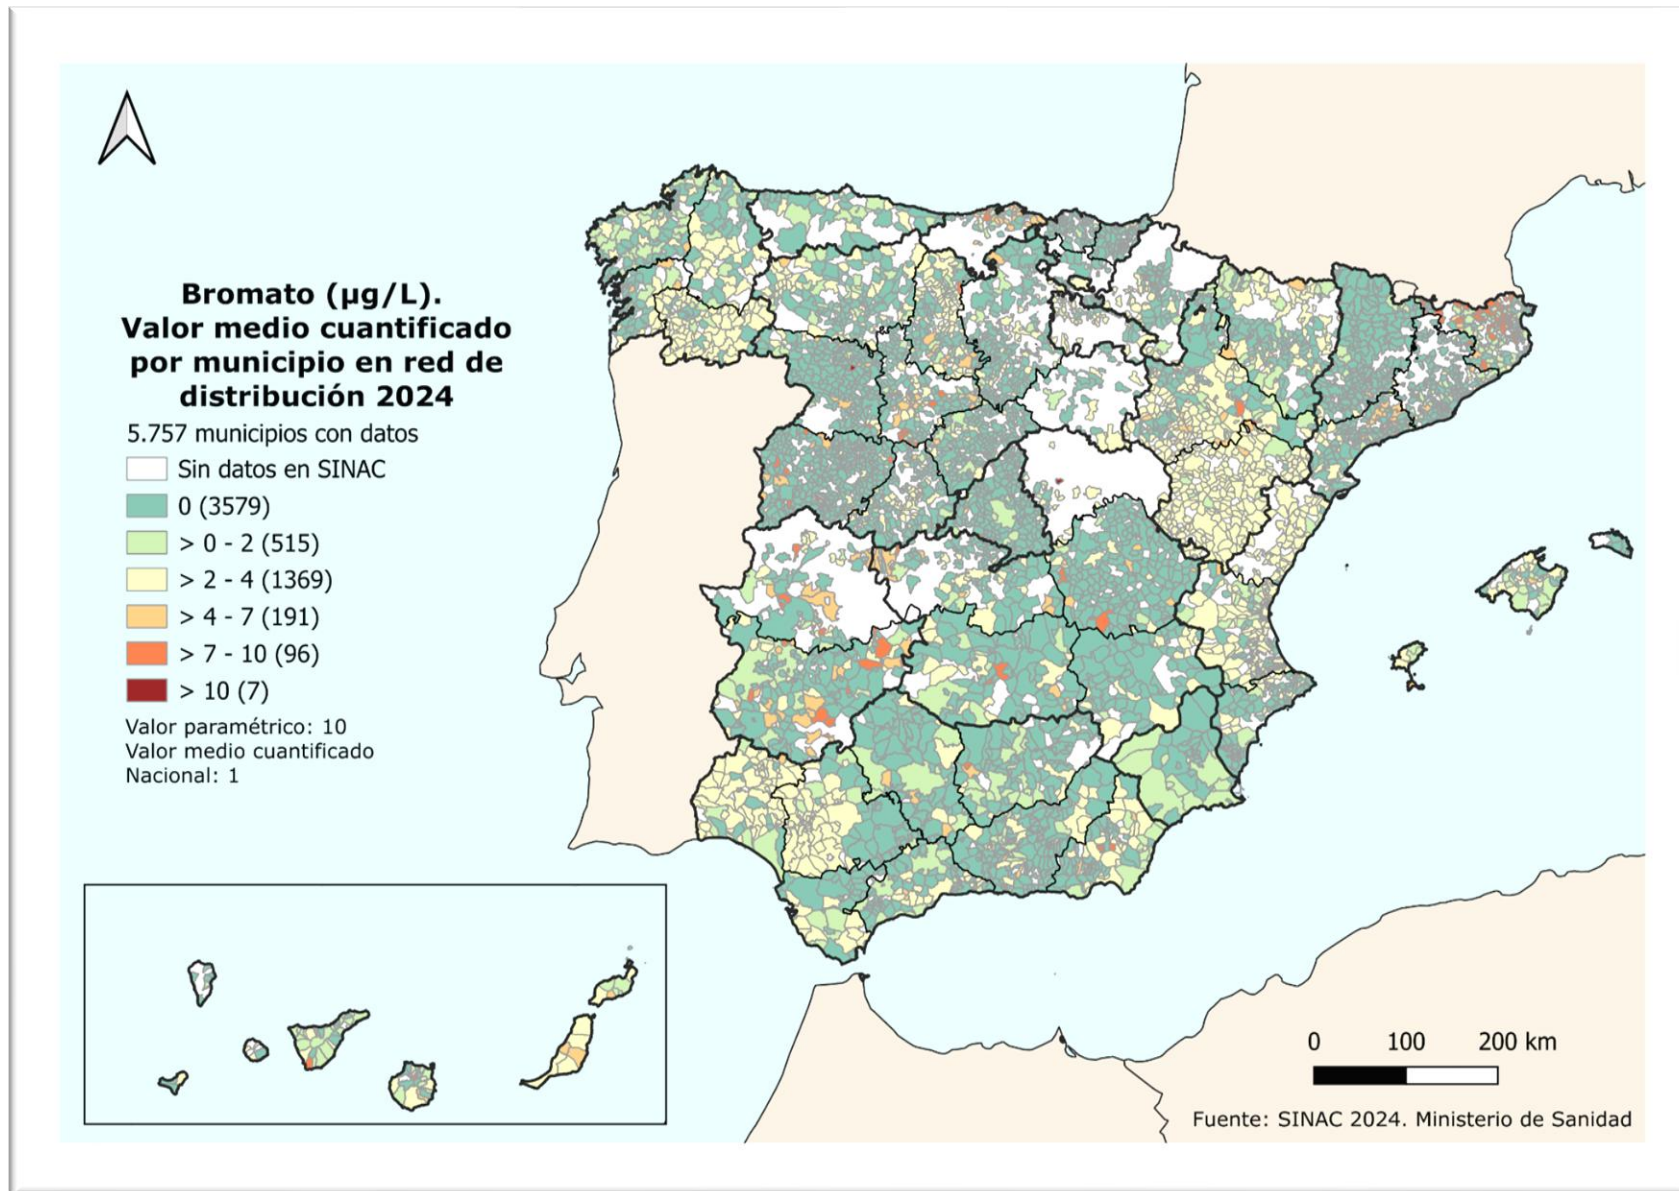 Bromato (µg/L).
Valor medio cuantificado
por municipio en red de
distribución 2024
5.757 municipios con datos
Sin datos en SINAC
0 (3579)
> 0 - 2 (515)
> 2 - 4 (1369)
> 4 - 7 (191)
> 7 - 10 (96)
> 10 (7)
Valor paramétrico: 10
Valor medio cuantificado
Nacional: 1
0 100 200 km
Fuente: SINAC 2024. Ministerio de Sanidad